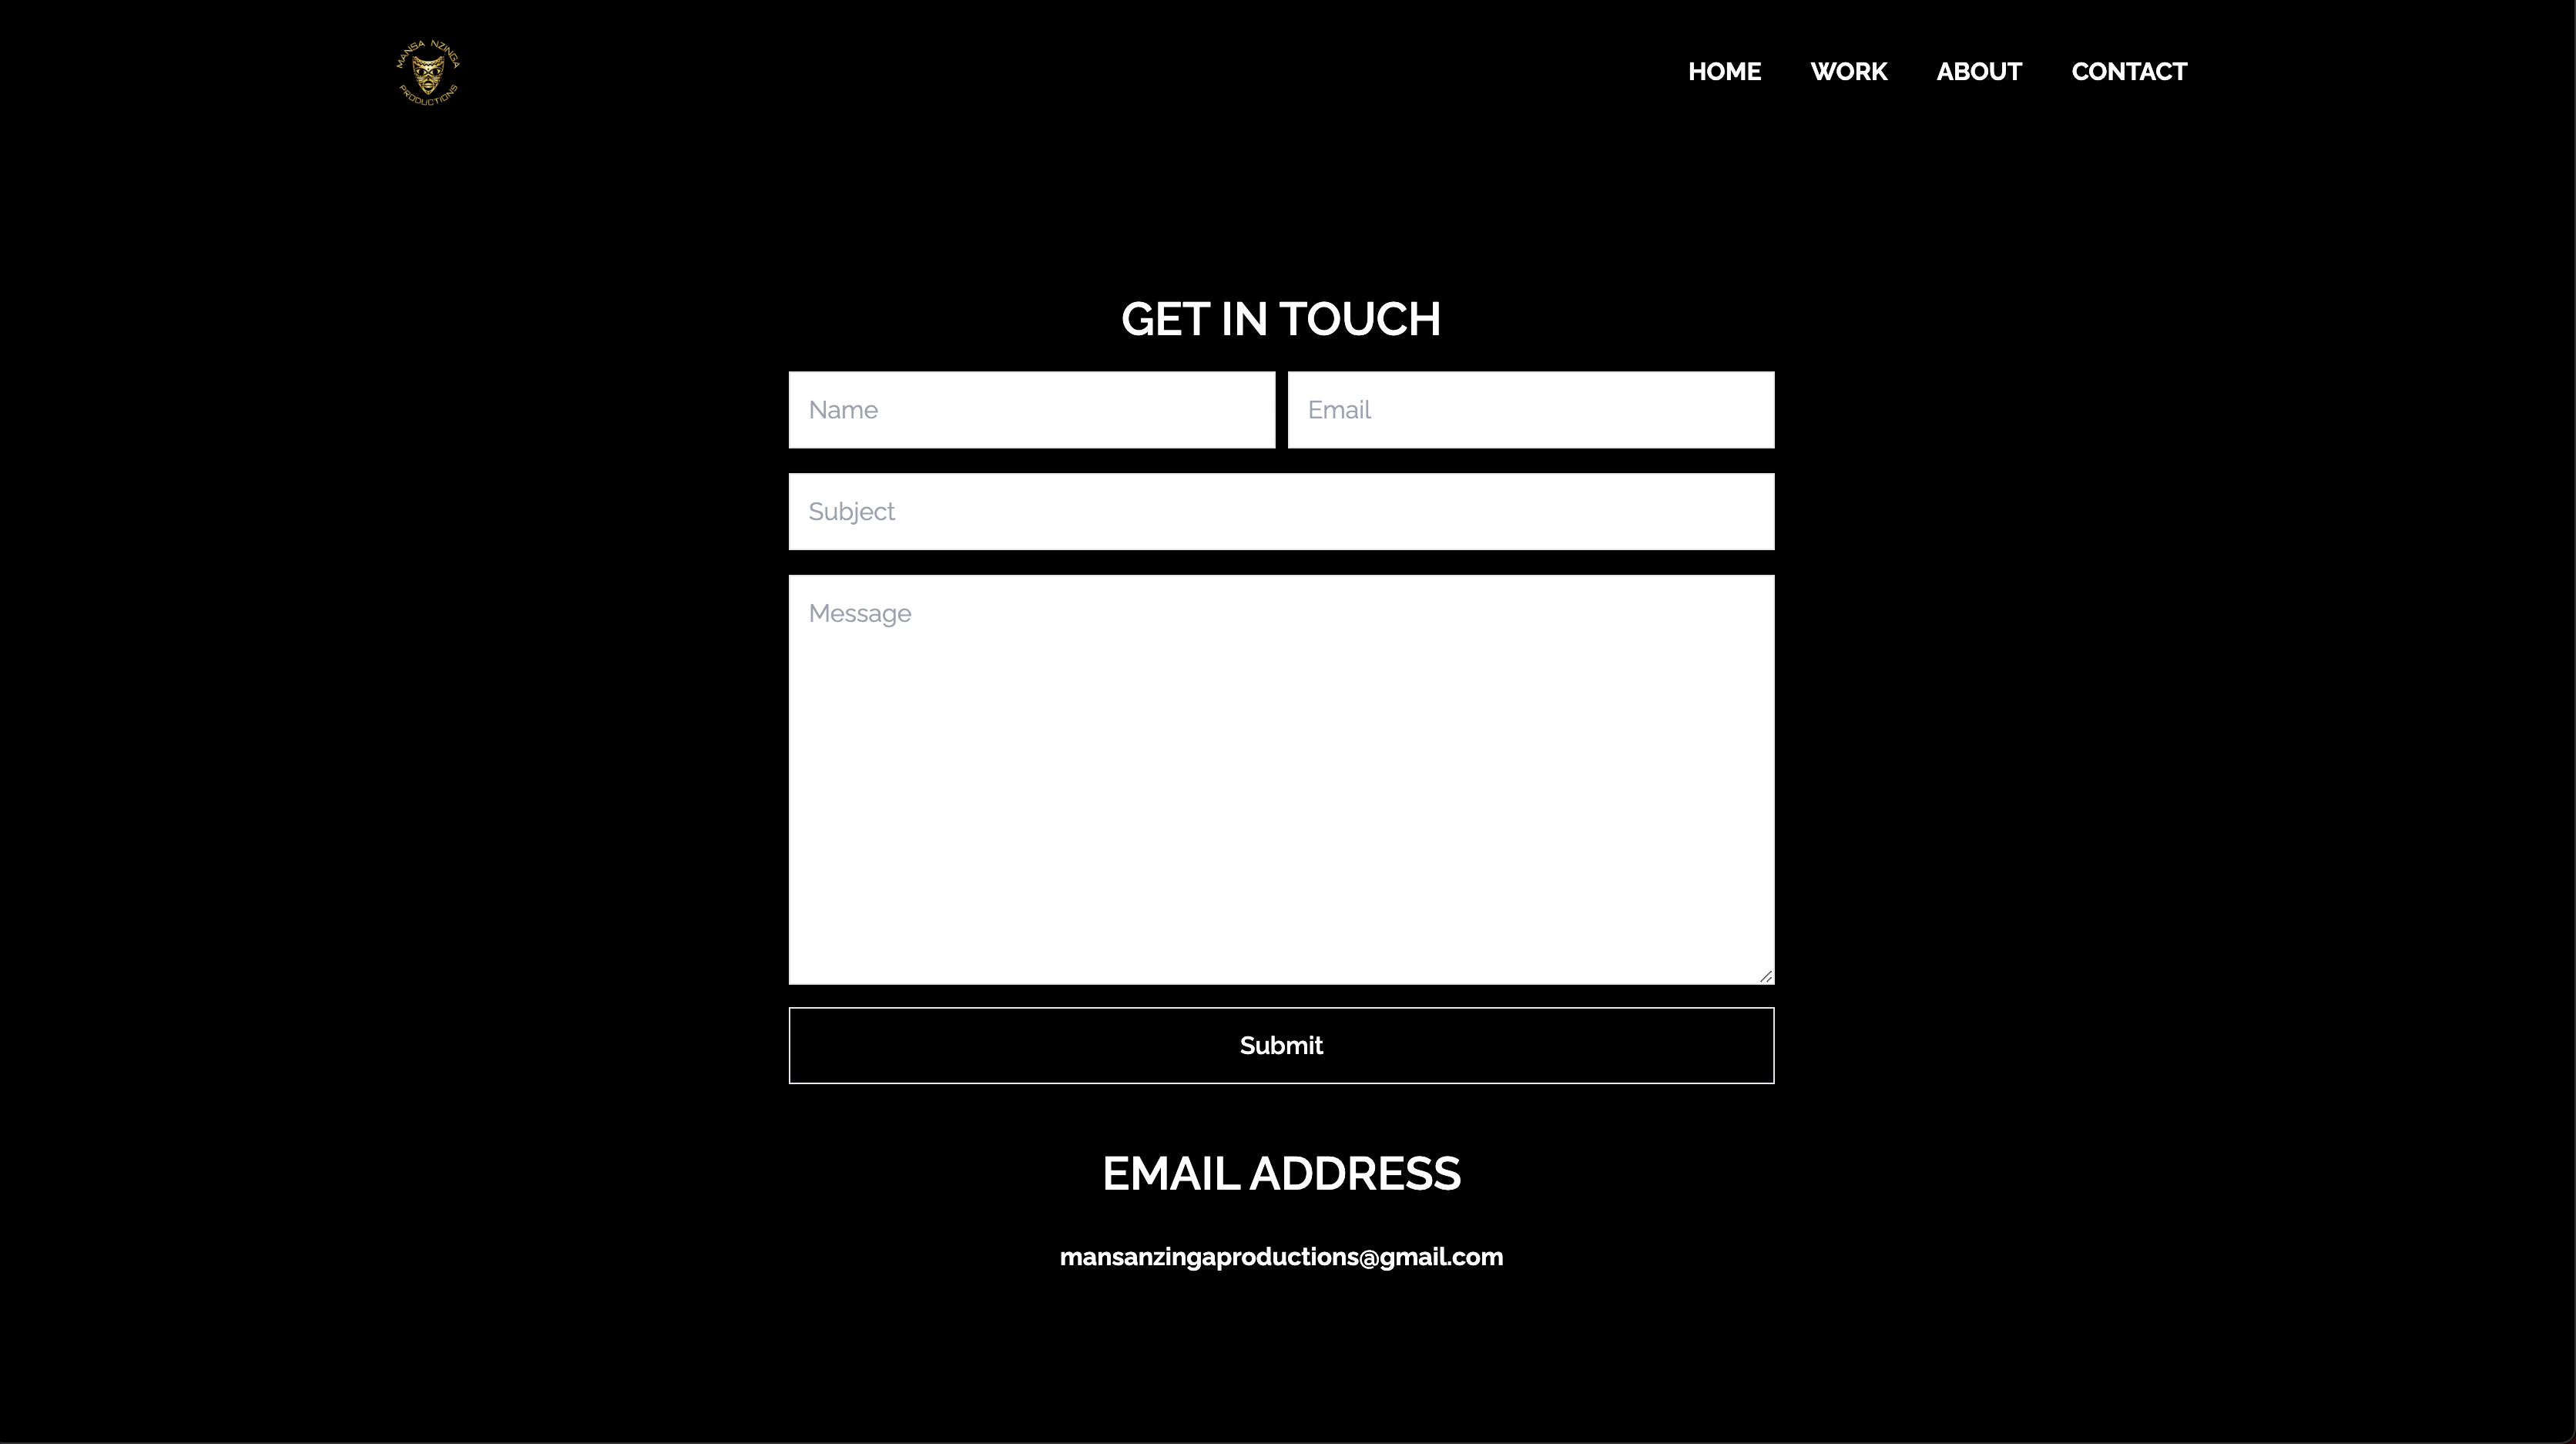 MANSA NZINGA
PRODUCTIONS
HOME WORK ABOUT CONTACT
GET IN TOUCH
Name Email
Subject
Message
Submit
EMAIL ADDRESS
mansanzingaproductions@gmail.com